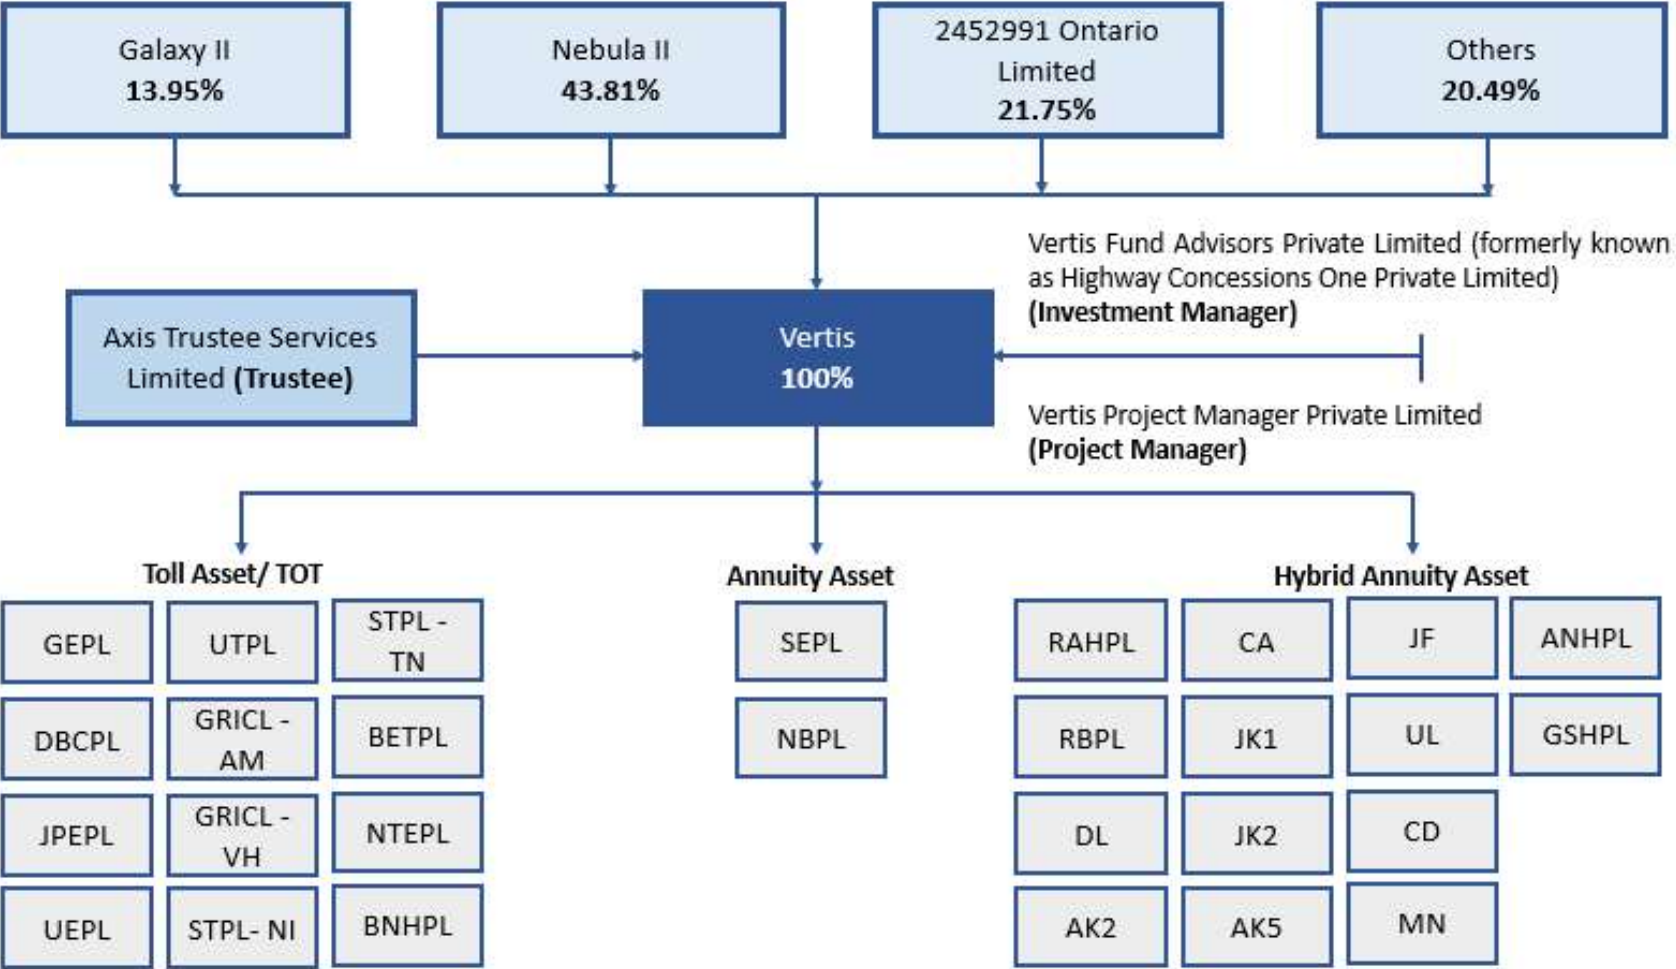 Galaxy II
13.95%
Nebula II
43.81%
2452991 Ontario
Limited
21.75%
Others
20.49%
Vertis Fund Advisors Private Limited (formerly known
as Highway Concessions One Private Limited)
(Investment Manager)
Axis Trustee Services
Limited (Trustee)
Vertis
100%
Vertis Project Manager Private Limited
(Project Manager)
Toll Asset/ TOT
GEPL
UTPL
STPL -
TN
DBCPL
GRICL -
AM
BETPL
JPEPL
GRICL -
VH
NTEPL
UEPL
STPL- NI
BNHPL
Annuity Asset
SEPL
NBPL
Hybrid Annuity Asset
RAHPL
CA
JF
ANHPL
RBPL
JK1
UL
GSHPL
DL
JK2
CD
AK2
AK5
MN